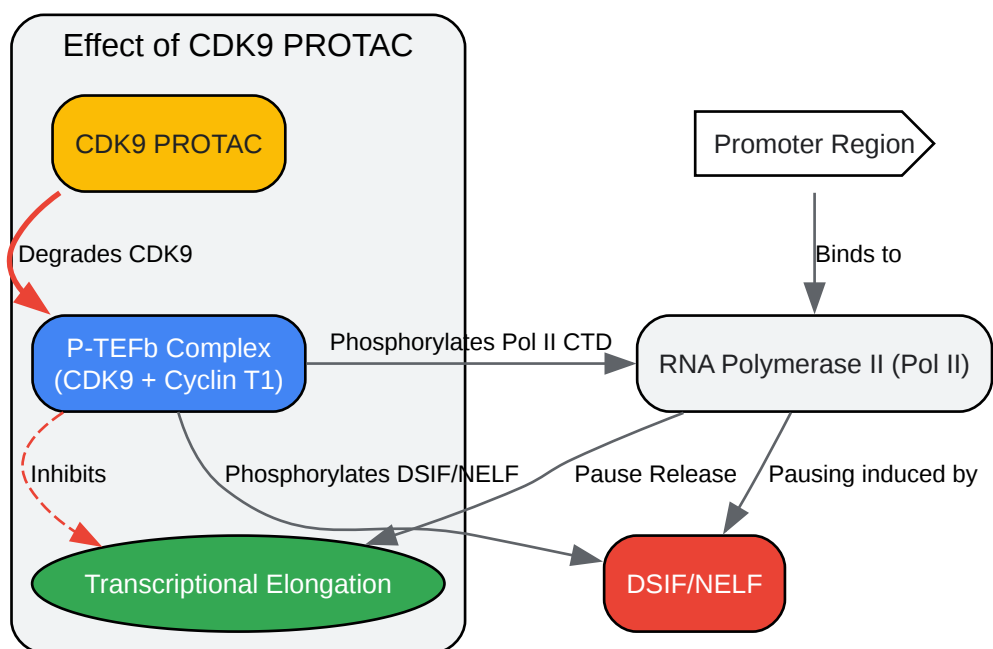 Effect of CDK9 PROTAC
CDK9 PROTAC
Promoter Region
Degrades CDK9
Binds to
P-TEFb Complex
(CDK9 + Cyclin T1)
Phosphorylates Pol II CTD
RNA Polymerase II (Pol II)
Inhibits
Phosphorylates DSIF/NELF
Pause Release
Pausing induced by
Transcriptional Elongation
DSIF/NELF